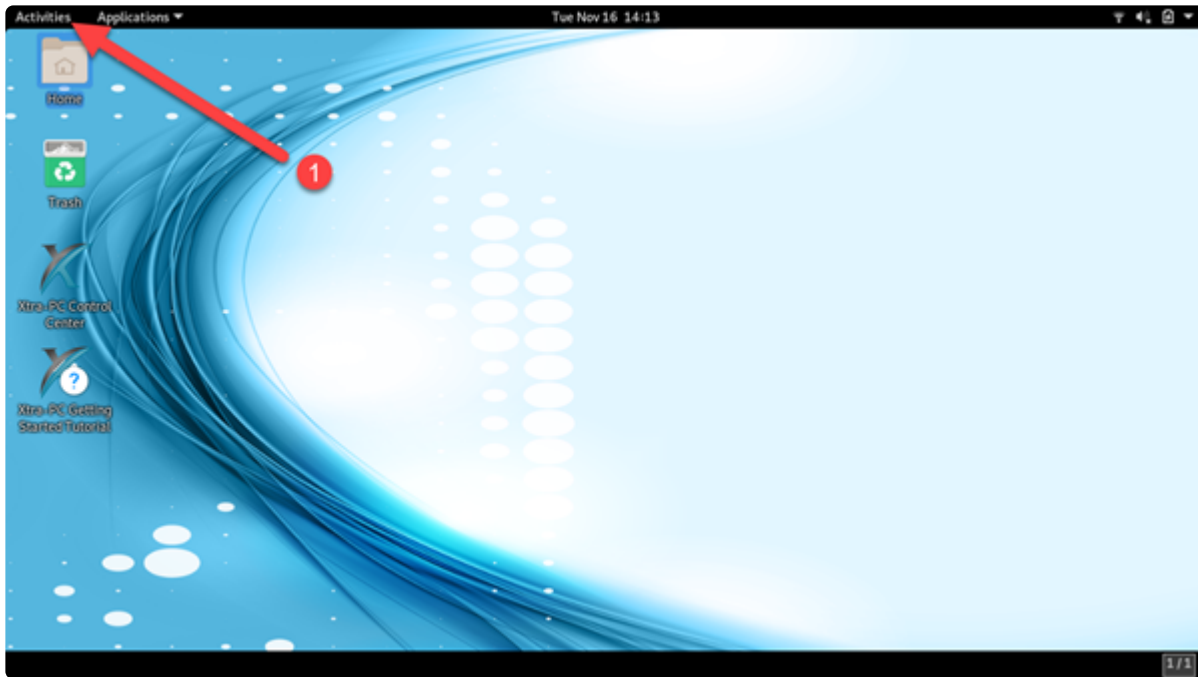 Activities Applications Tue Nov 16 14:13
Home
1
Trash
Xtra-PC Control
Center
?
Xtra-PC Getting
Started Tutorial
1/1